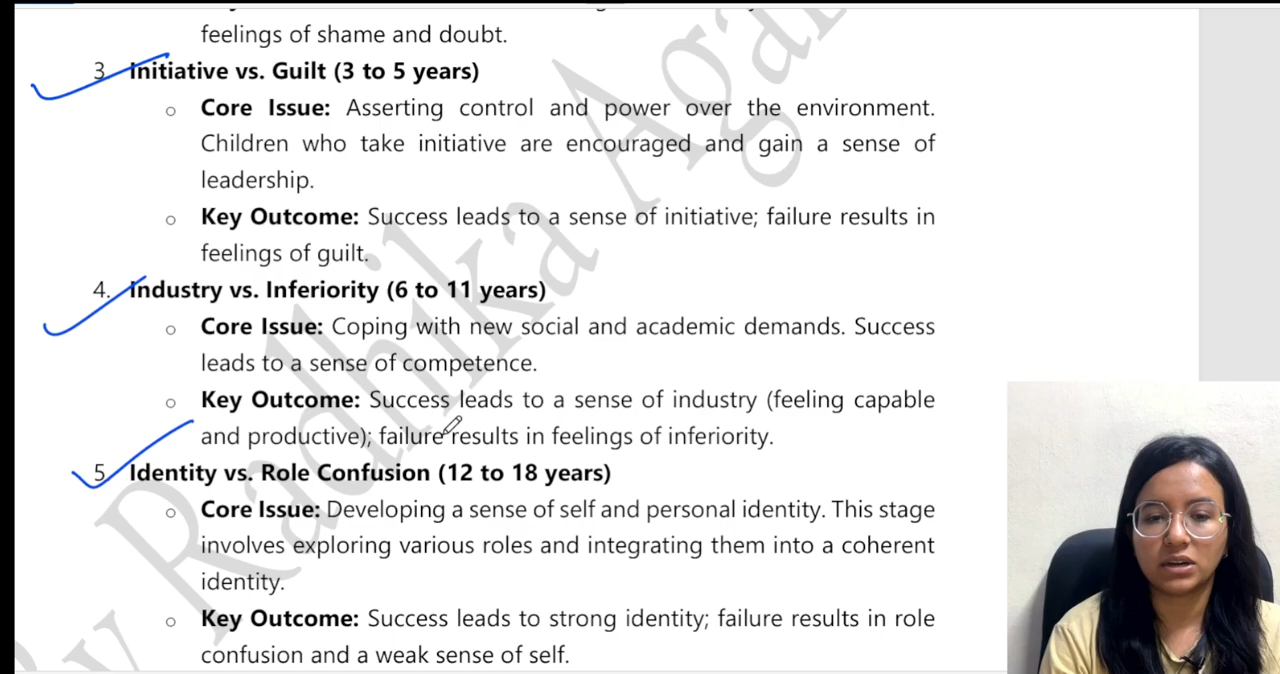 feelings of shame and doubt.
3. Initiative vs. Guilt (3 to 5 years)
o Core Issue: Asserting control and power over the environment.
Children who take initiative are encouraged and gain a sense of
leadership.
o Key Outcome: Success leads to a sense of initiative; failure results in
feelings of guilt.
4. Industry vs. Inferiority (6 to 11 years)
o Core Issue: Coping with new social and academic demands. Success
leads to a sense of competence.
o Key Outcome: Success leads to a sense of industry (feeling capable
and productive); failure results in feelings of inferiority.
5. Identity vs. Role Confusion (12 to 18 years)
o Core Issue: Developing a sense of self and personal identity. This stage
involves exploring various roles and integrating them into a coherent
identity.
o Key Outcome: Success leads to strong identity; failure results in role
confusion and a weak sense of self.
Radhika